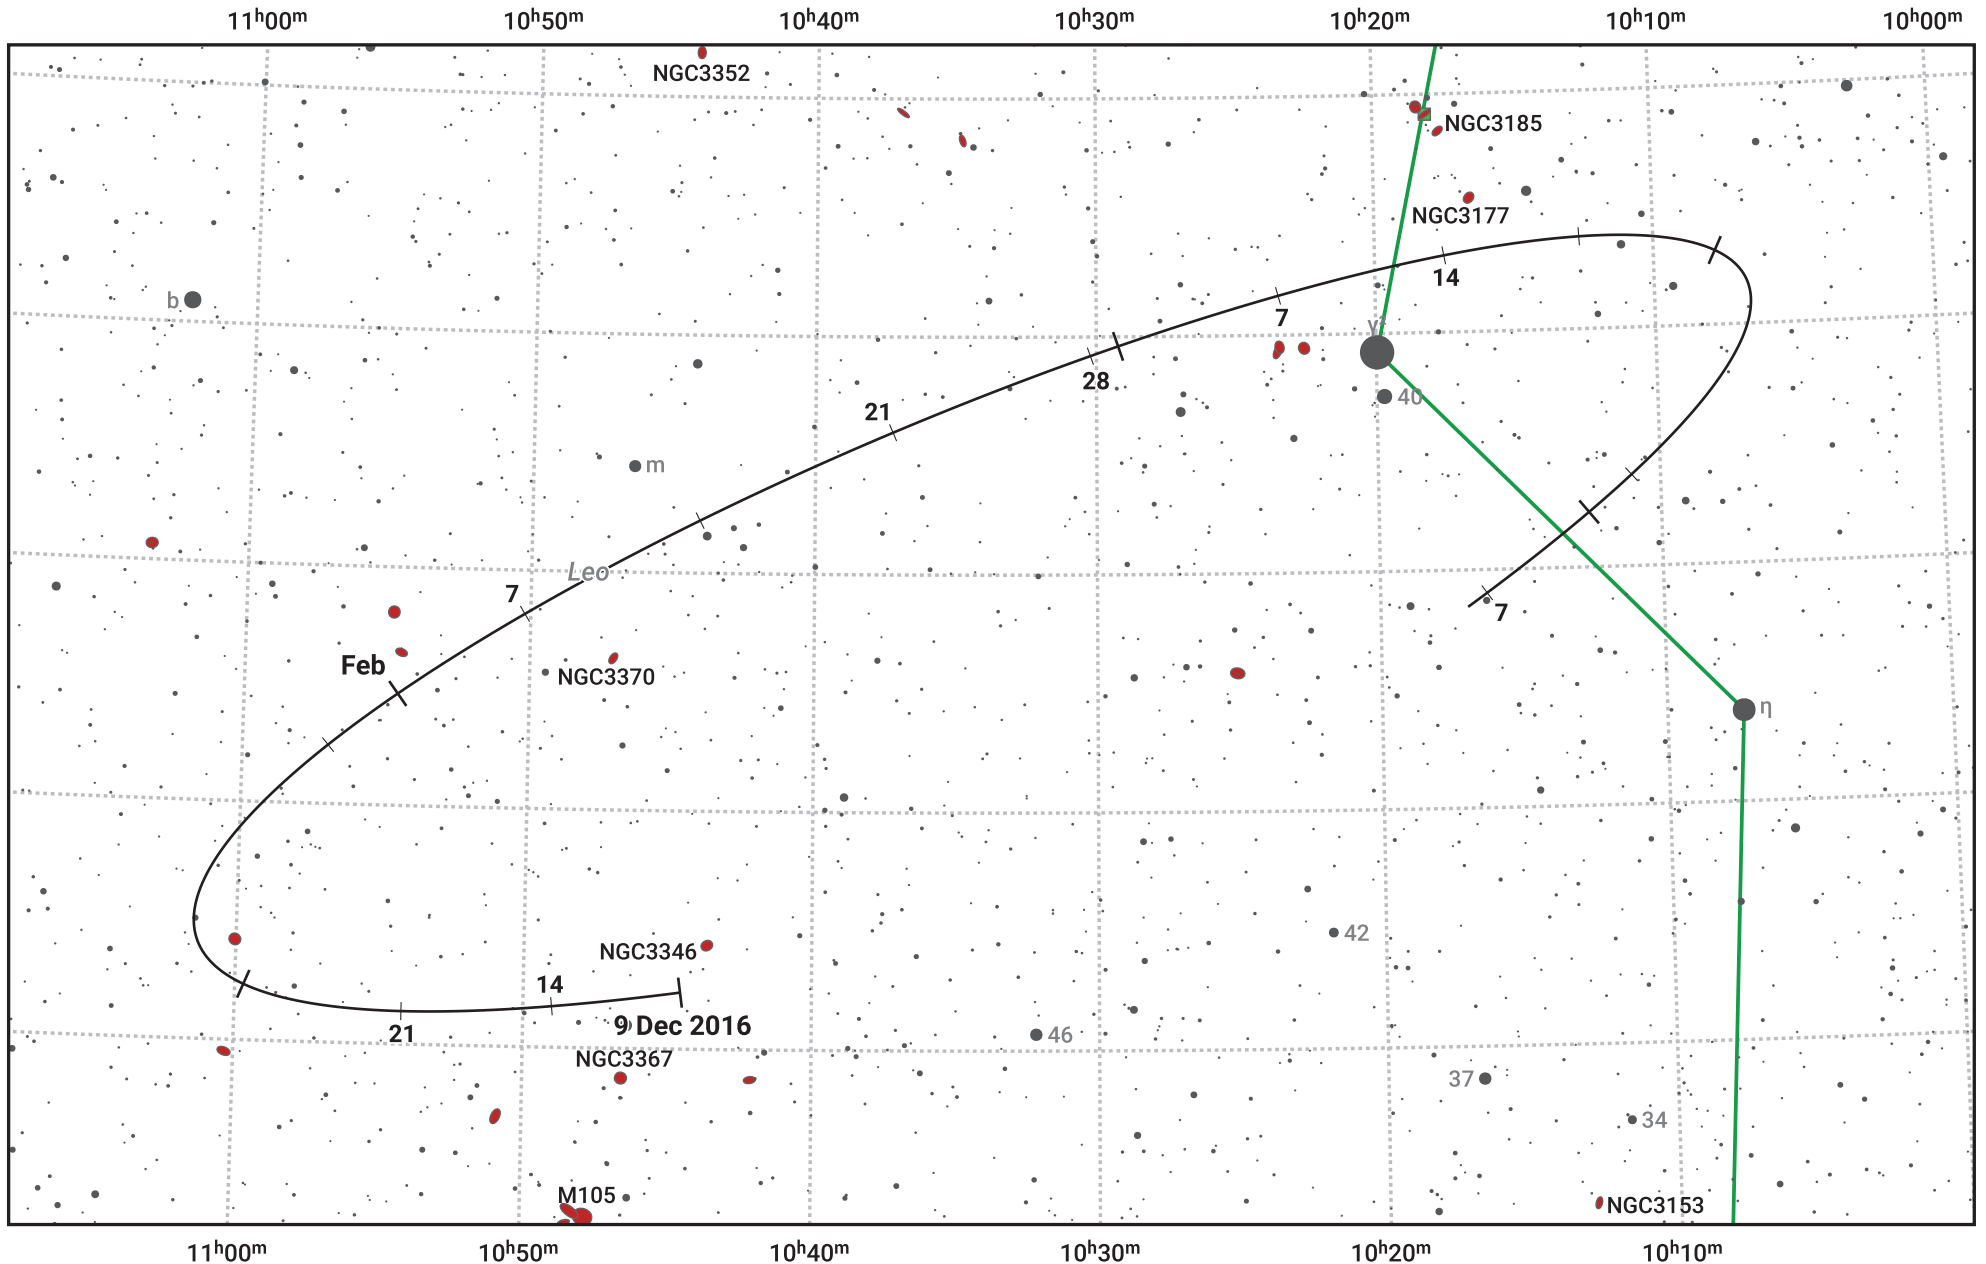 11ʰ00ᵐ 10ʰ50ᵐ 10ʰ40ᵐ 10ʰ30ᵐ 10ʰ20ᵐ 10ʰ10ᵐ 10ʰ00ᵐ
NGC3352
NGC3185
NGC3177
14
b
7
γ
28
40
21
m
Leo
7
7
Feb
NGC3370
η
42
NGC3346
14
21
9 Dec 2016
46
NGC3367
37
34
M105
NGC3153
11ʰ00ᵐ 10ʰ50ᵐ 10ʰ40ᵐ 10ʰ30ᵐ 10ʰ20ᵐ 10ʰ10ᵐ